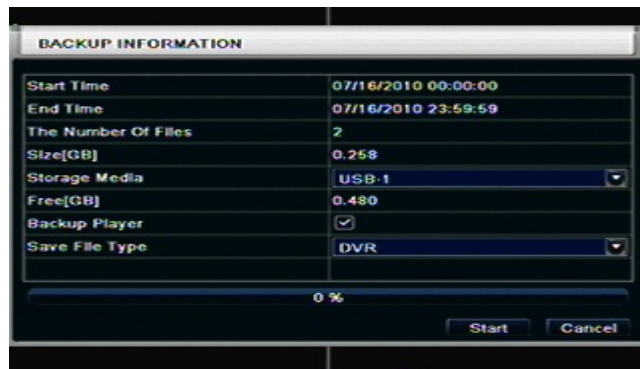 BACKUP INFORMATION
Start Time 07/16/2010 00:00:00
End Time 07/16/2010 23:59:59
The Number Of Files 2
Size[GB] 0.258
Storage Media USB-1
Free[GB] 0.480
Backup Player
Save File Type DVR
0 %
Start Cancel